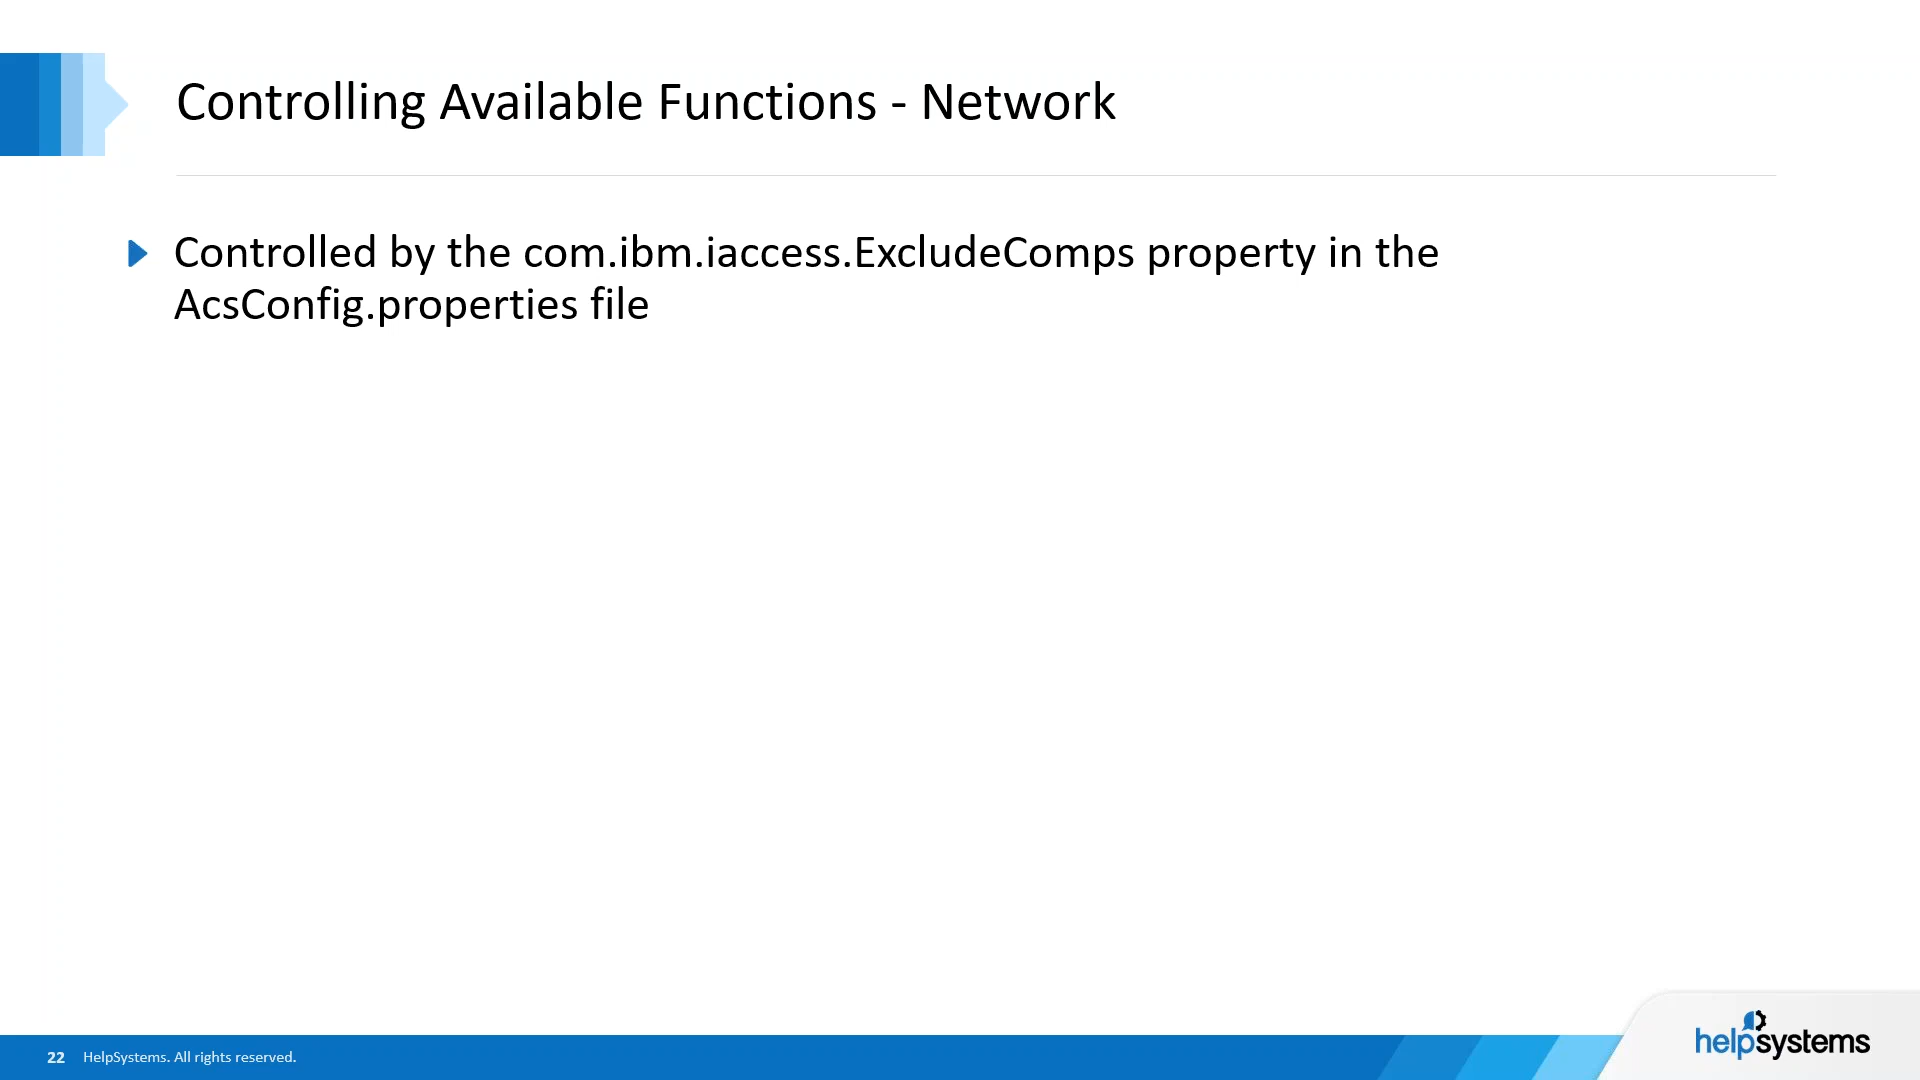 Controlling Available Functions - Network
Controlled by the com.ibm.iaccess.ExcludeComps property in the
AcsConfig.properties file
22 HelpSystems. All rights reserved.
helpsystems